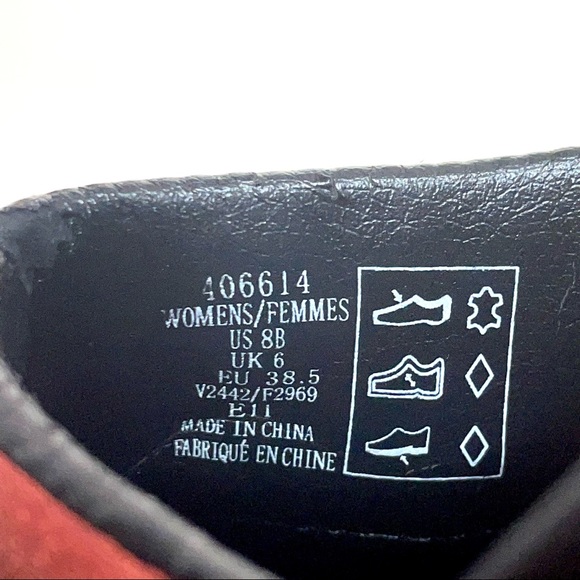 406614
WOMENS/FEMMES
US 8B
UK 6
EU 38.5
V2442/F2969
E11
MADE IN CHINA
FABRIQUÉ EN CHINE